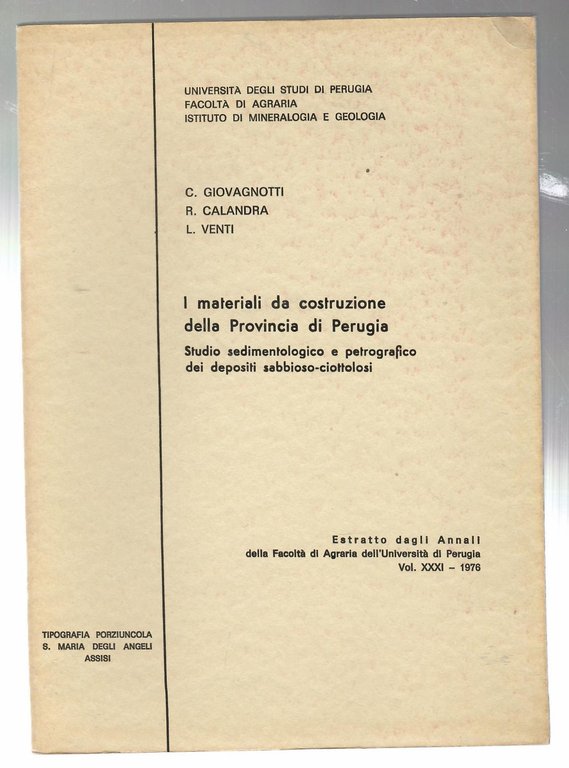 UNIVERSITÀ DEGLI STUDI DI PERUGIA
FACOLTÀ DI AGRARIA
ISTITUTO DI MINERALOGIA E GEOLOGIA
C. GIOVAGNOTTI
R. CALANDRA
L. VENTI
I materiali da costruzione
della Provincia di Perugia
Studio sedimentologico e petrografico
dei depositi sabbioso-ciottolosi
Estratto dagli Annali
della Facoltà di Agraria dell'Università di Perugia
Vol. XXXI – 1976
TIPOGRAFIA PORZIUNCOLA
S. MARIA DEGLI ANGELI
ASSISI